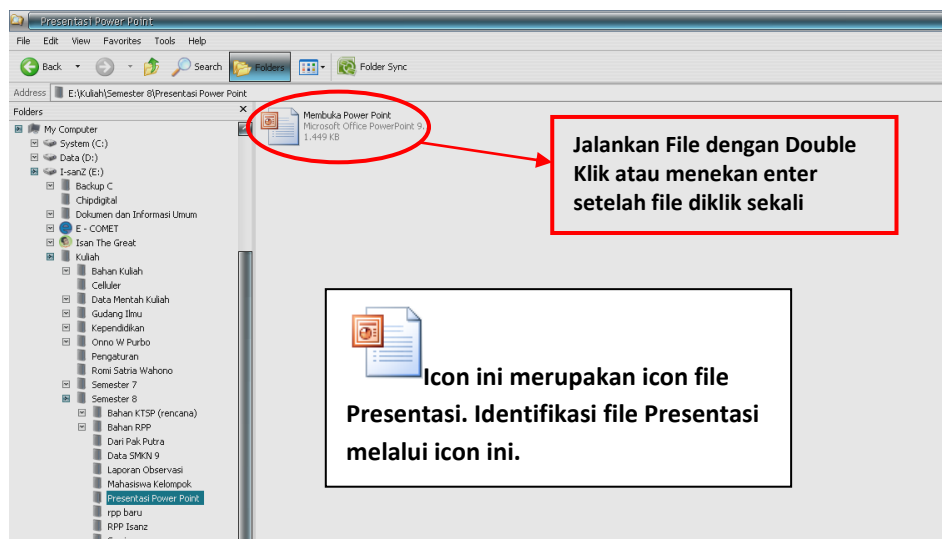 Presentasi Power Point
File Edit View Favorites Tools Help
Back Search Folders Folder Sync
Address E:\Kuliah\Semester 8\Presentasi Power Point
Folders
My Computer
System (C:)
Data (D:)
I-sanZ (E:)
Backup C
Chipdigital
Dokumen dan Informasi Umum
E - COMET
Isan The Great
Kuliah
Bahan Kuliah
Celluler
Data Mentah Kuliah
Gudang Ilmu
Kependidikan
Onno W Purbo
Pengaturan
Romi Satria Wahono
Semester 7
Semester 8
Bahan KTSP (rencana)
Bahan RPP
Dari Pak Putra
Data SMKN 9
Laporan Observasi
Mahasiswa Kelompok
Presentasi Power Point
rpp baru
RPP Isanz
Membuka Power Point
Microsoft Office PowerPoint 9.
1.449 KB
Jalankan File dengan Double
Klik atau menekan enter
setelah file diklik sekali
Icon ini merupakan icon file
Presentasi. Identifikasi file Presentasi
melalui icon ini.